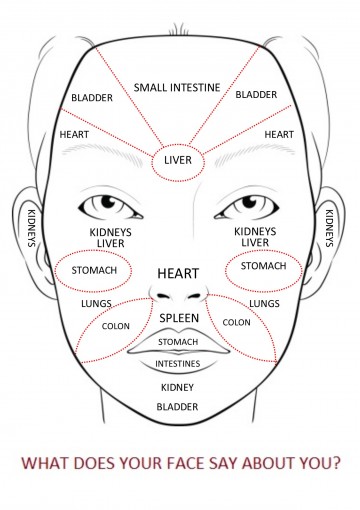 SMALL INTESTINE
BLADDER
BLADDER
HEART
HEART
LIVER
KIDNEYS
KIDNEYS
KIDNEYS
LIVER
KIDNEYS
LIVER
STOMACH
STOMACH
HEART
LUNGS
LUNGS
SPLEEN
COLON
COLON
STOMACH
INTESTINES
KIDNEY
BLADDER
WHAT DOES YOUR FACE SAY ABOUT YOU?